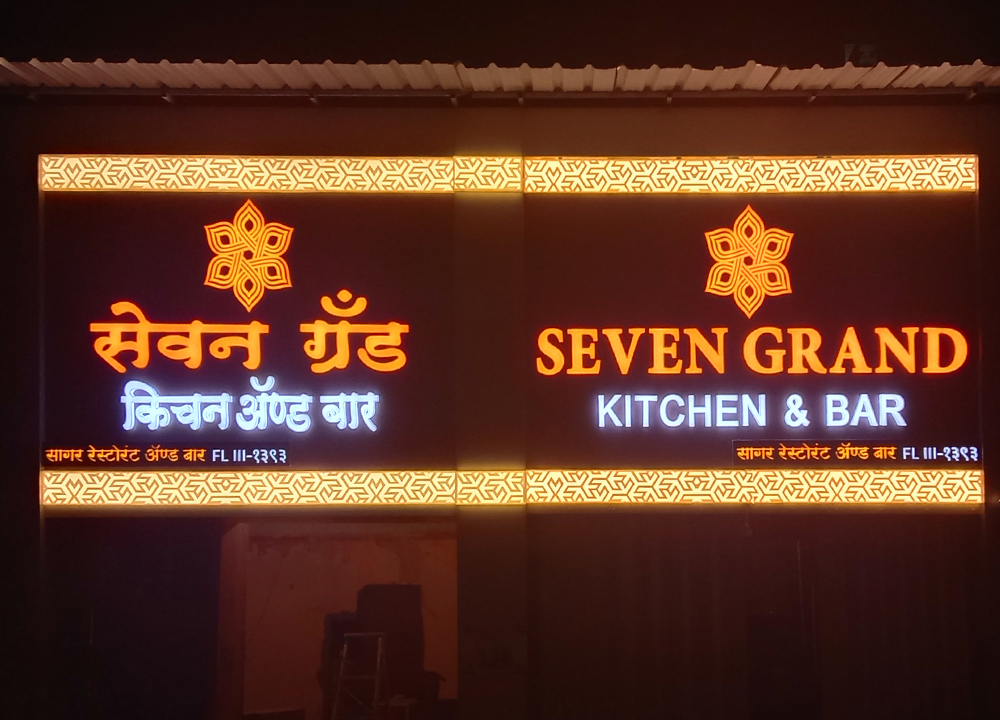 सेवन ग्रँड
किचन ॲण्ड बार
सागर रेस्टोरंट ॲण्ड बार FL III-१३९३
SEVEN GRAND
KITCHEN & BAR
सागर रेस्टोरंट ॲण्ड बार FL III-१३९३